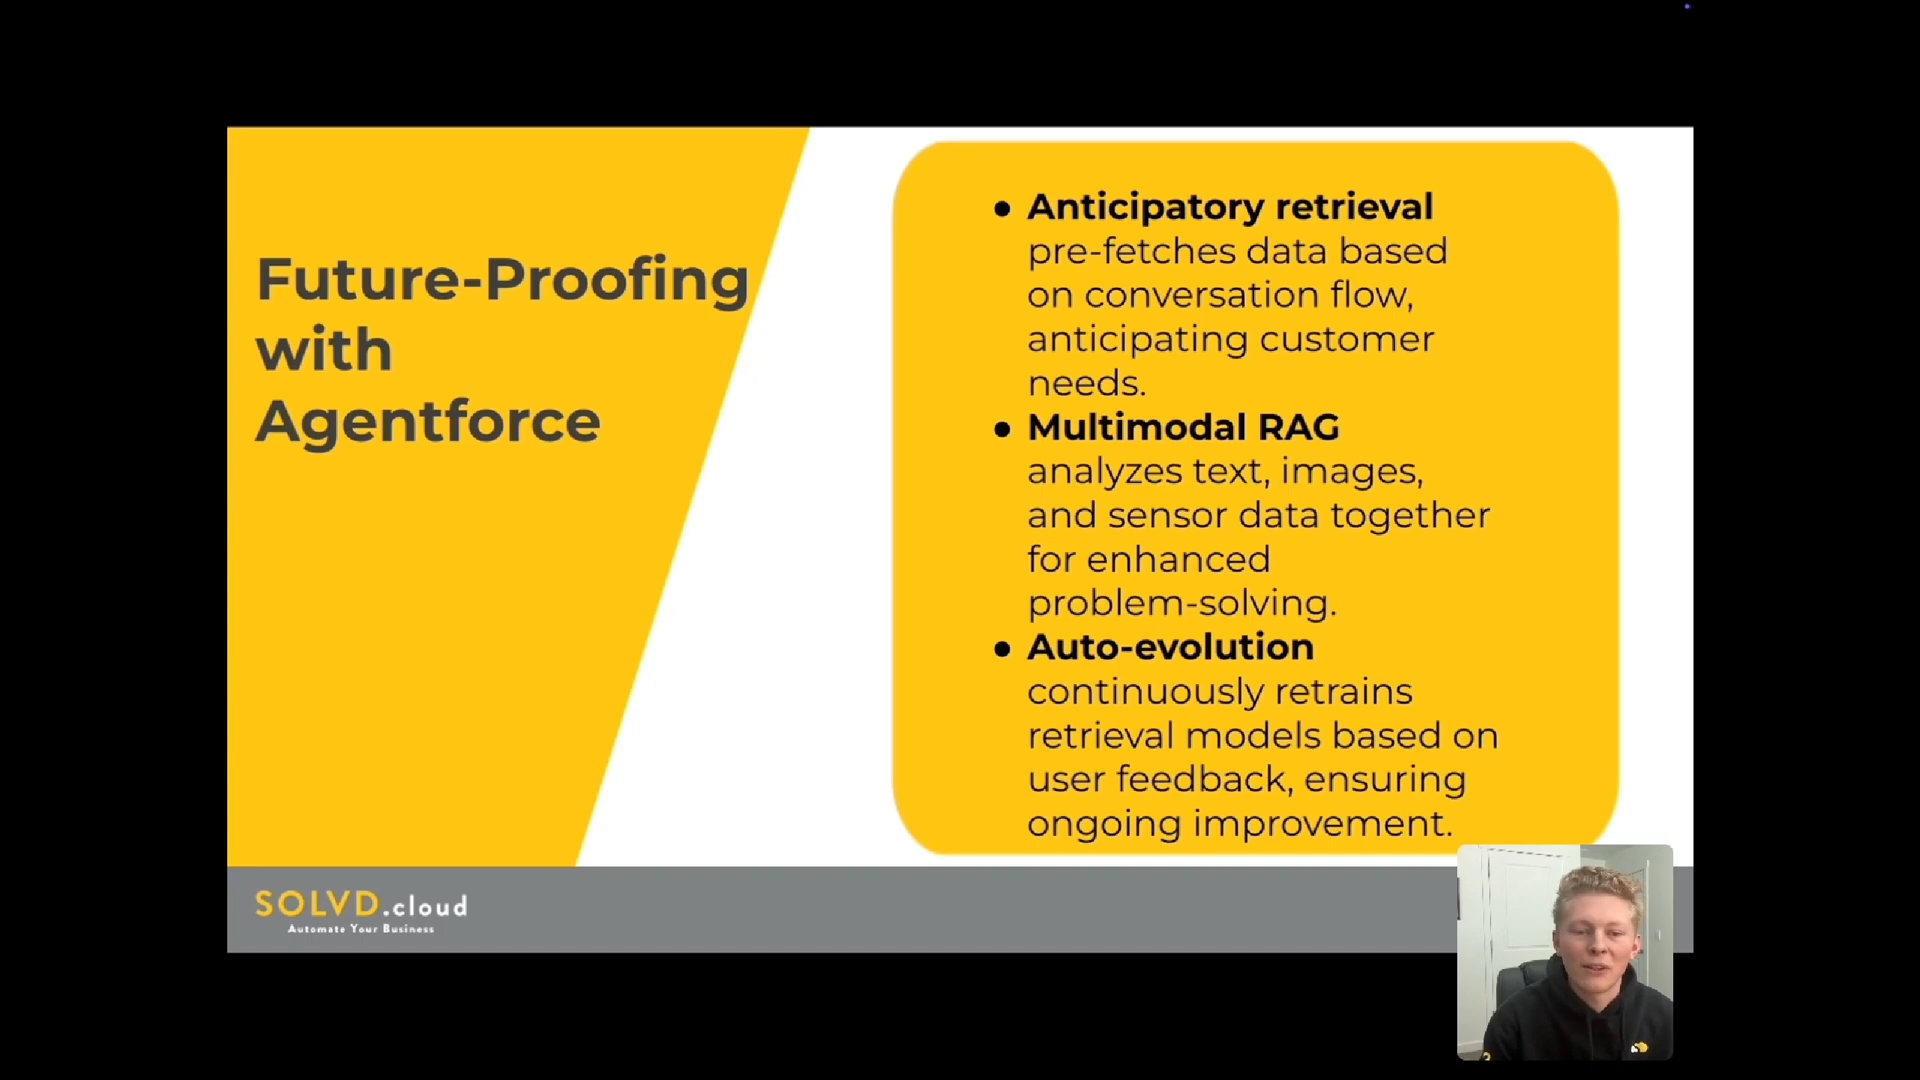 Future-Proofing
with
Agentforce
● Anticipatory retrieval
pre-fetches data based
on conversation flow,
anticipating customer
needs.
● Multimodal RAG
analyzes text, images,
and sensor data together
for enhanced
problem-solving.
● Auto-evolution
continuously retrains
retrieval models based on
user feedback, ensuring
ongoing improvement.
SOLVD.cloud
Automate Your Business